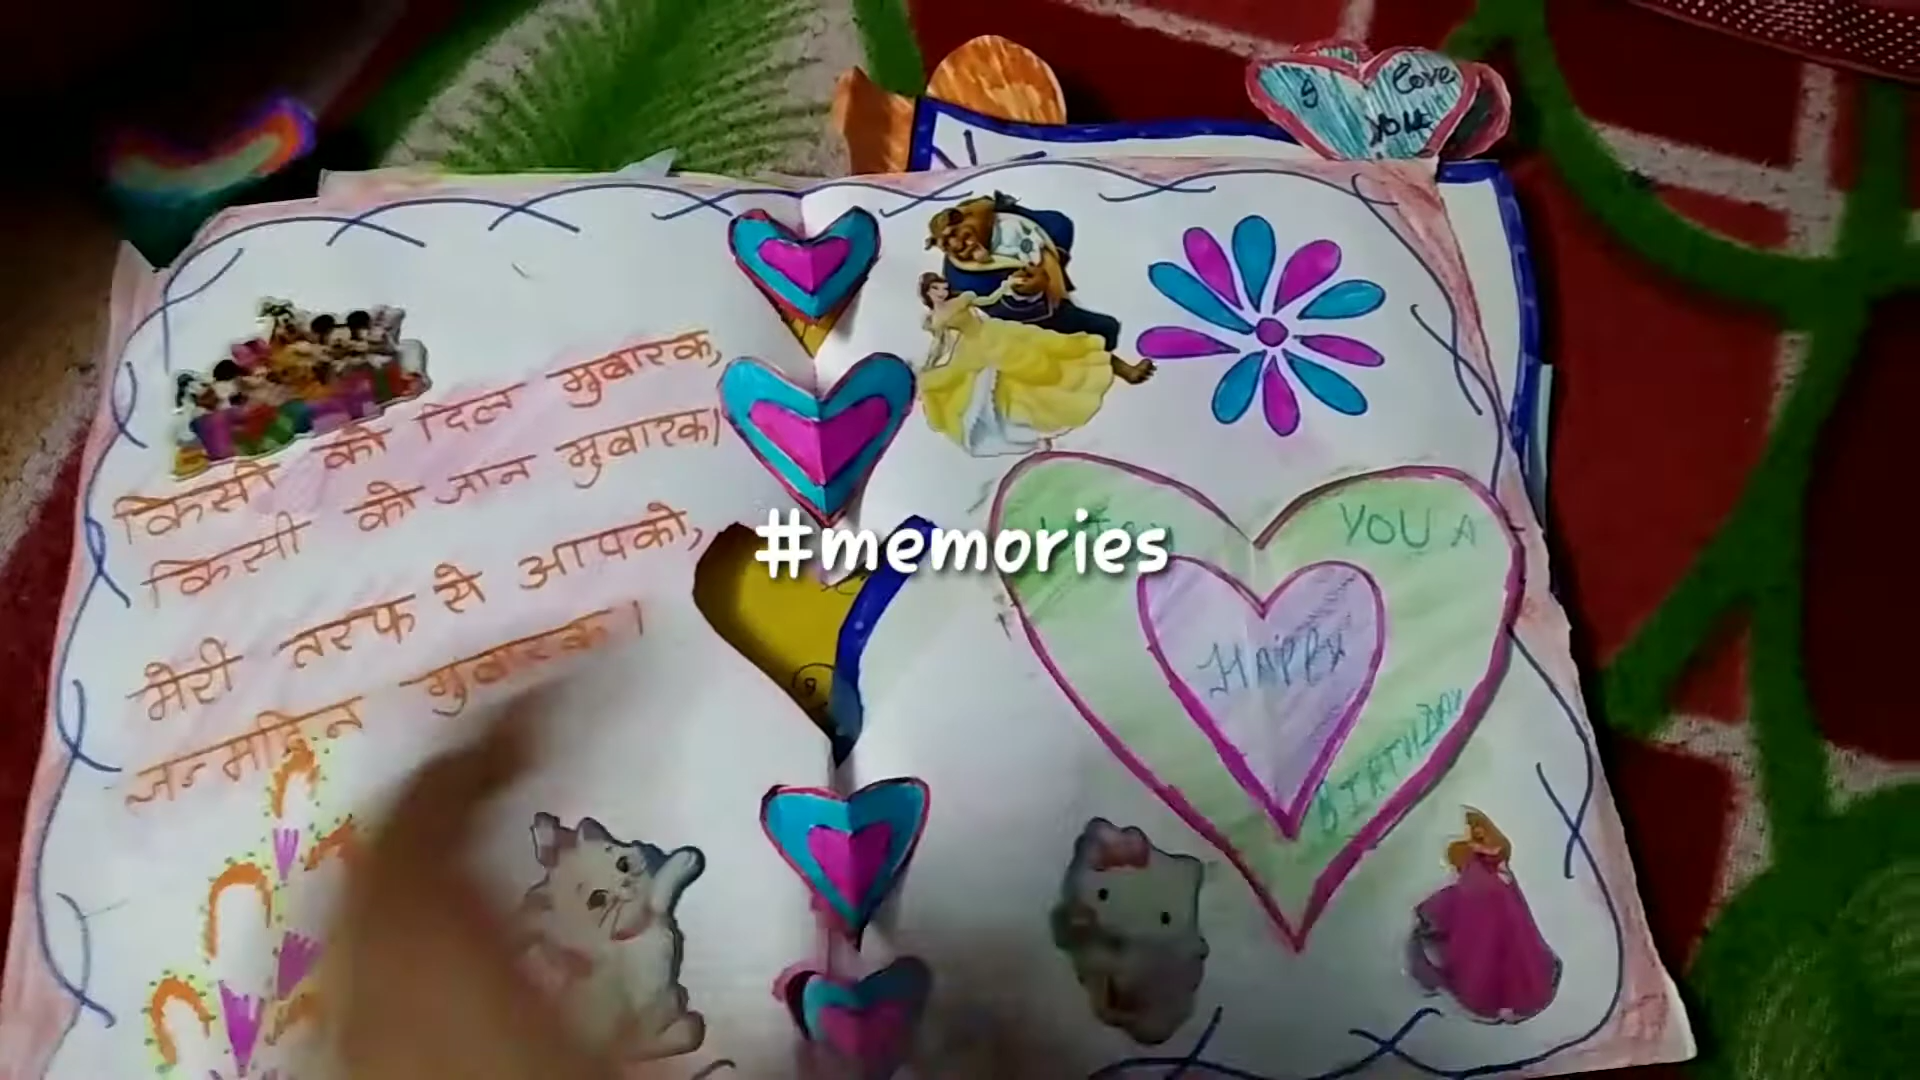 I Love
YOU
किसी को दिल मुबारक,
किसी को जान मुबारक।
मेरी तरफ से आपको,
जन्मदिन मुबारक।
#memories
YOU A
HAPPY
BIRTHDAY